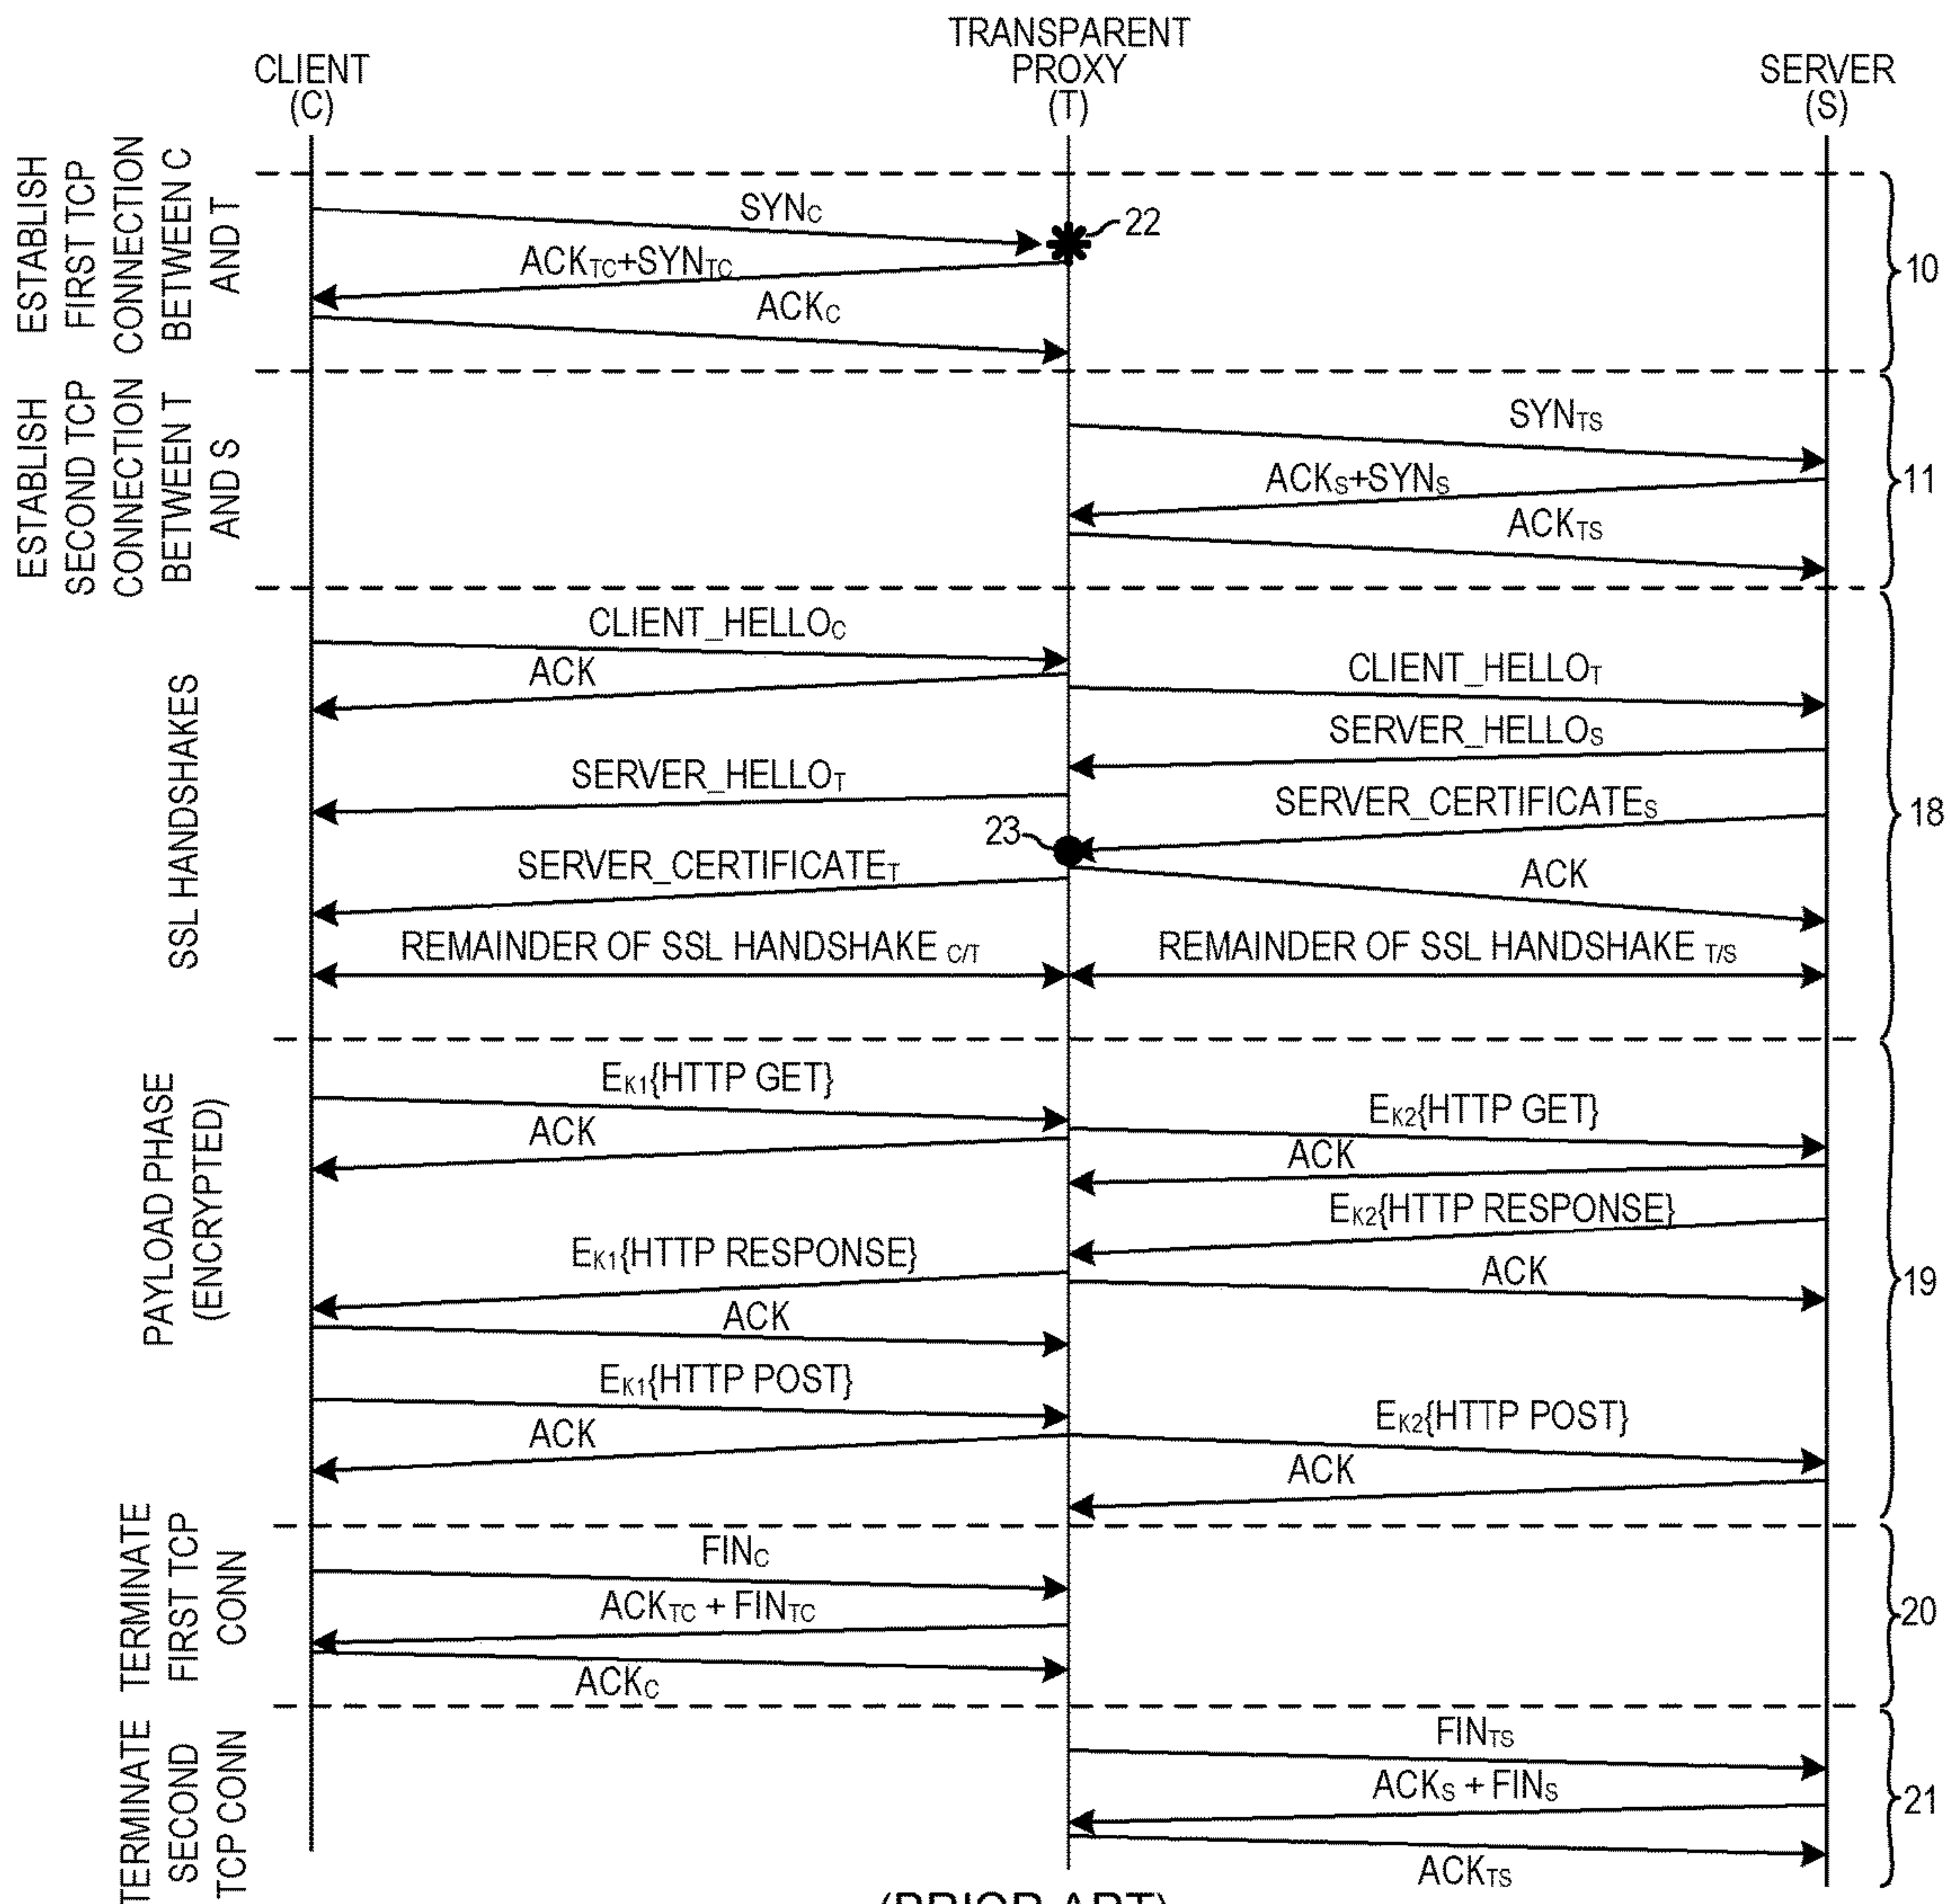 TRANSPARENT
PROXY
(T)
CLIENT
(C)
SERVER
(S)
ESTABLISH
FIRST TCP
CONNECTION
BETWEEN C
AND T
SYNC
22
ACKTC+SYNTC
ACKC
10
ESTABLISH
SECOND TCP
CONNECTION
BETWEEN T
AND S
SYNTS
ACKS+SYNS
ACKTS
11
SSL HANDSHAKES
CLIENT_HELLOC
ACK
CLIENT_HELLOT
SERVER_HELLOS
SERVER_HELLOT
SERVER_CERTIFICATES
23
SERVER_CERTIFICATET
ACK
REMAINDER OF SSL HANDSHAKE C/T
REMAINDER OF SSL HANDSHAKE T/S
18
PAYLOAD PHASE
(ENCRYPTED)
EK1{HTTP GET}
EK2{HTTP GET}
ACK
ACK
EK2{HTTP RESPONSE}
EK1{HTTP RESPONSE}
ACK
ACK
EK1{HTTP POST}
EK2{HTTP POST}
ACK
ACK
19
TERMINATE
FIRST TCP
CONN
FINC
ACKTC + FINTC
ACKC
20
TERMINATE
SECOND
TCP CONN
FINTS
ACKS + FINS
ACKTS
21
(PRIOR ART)